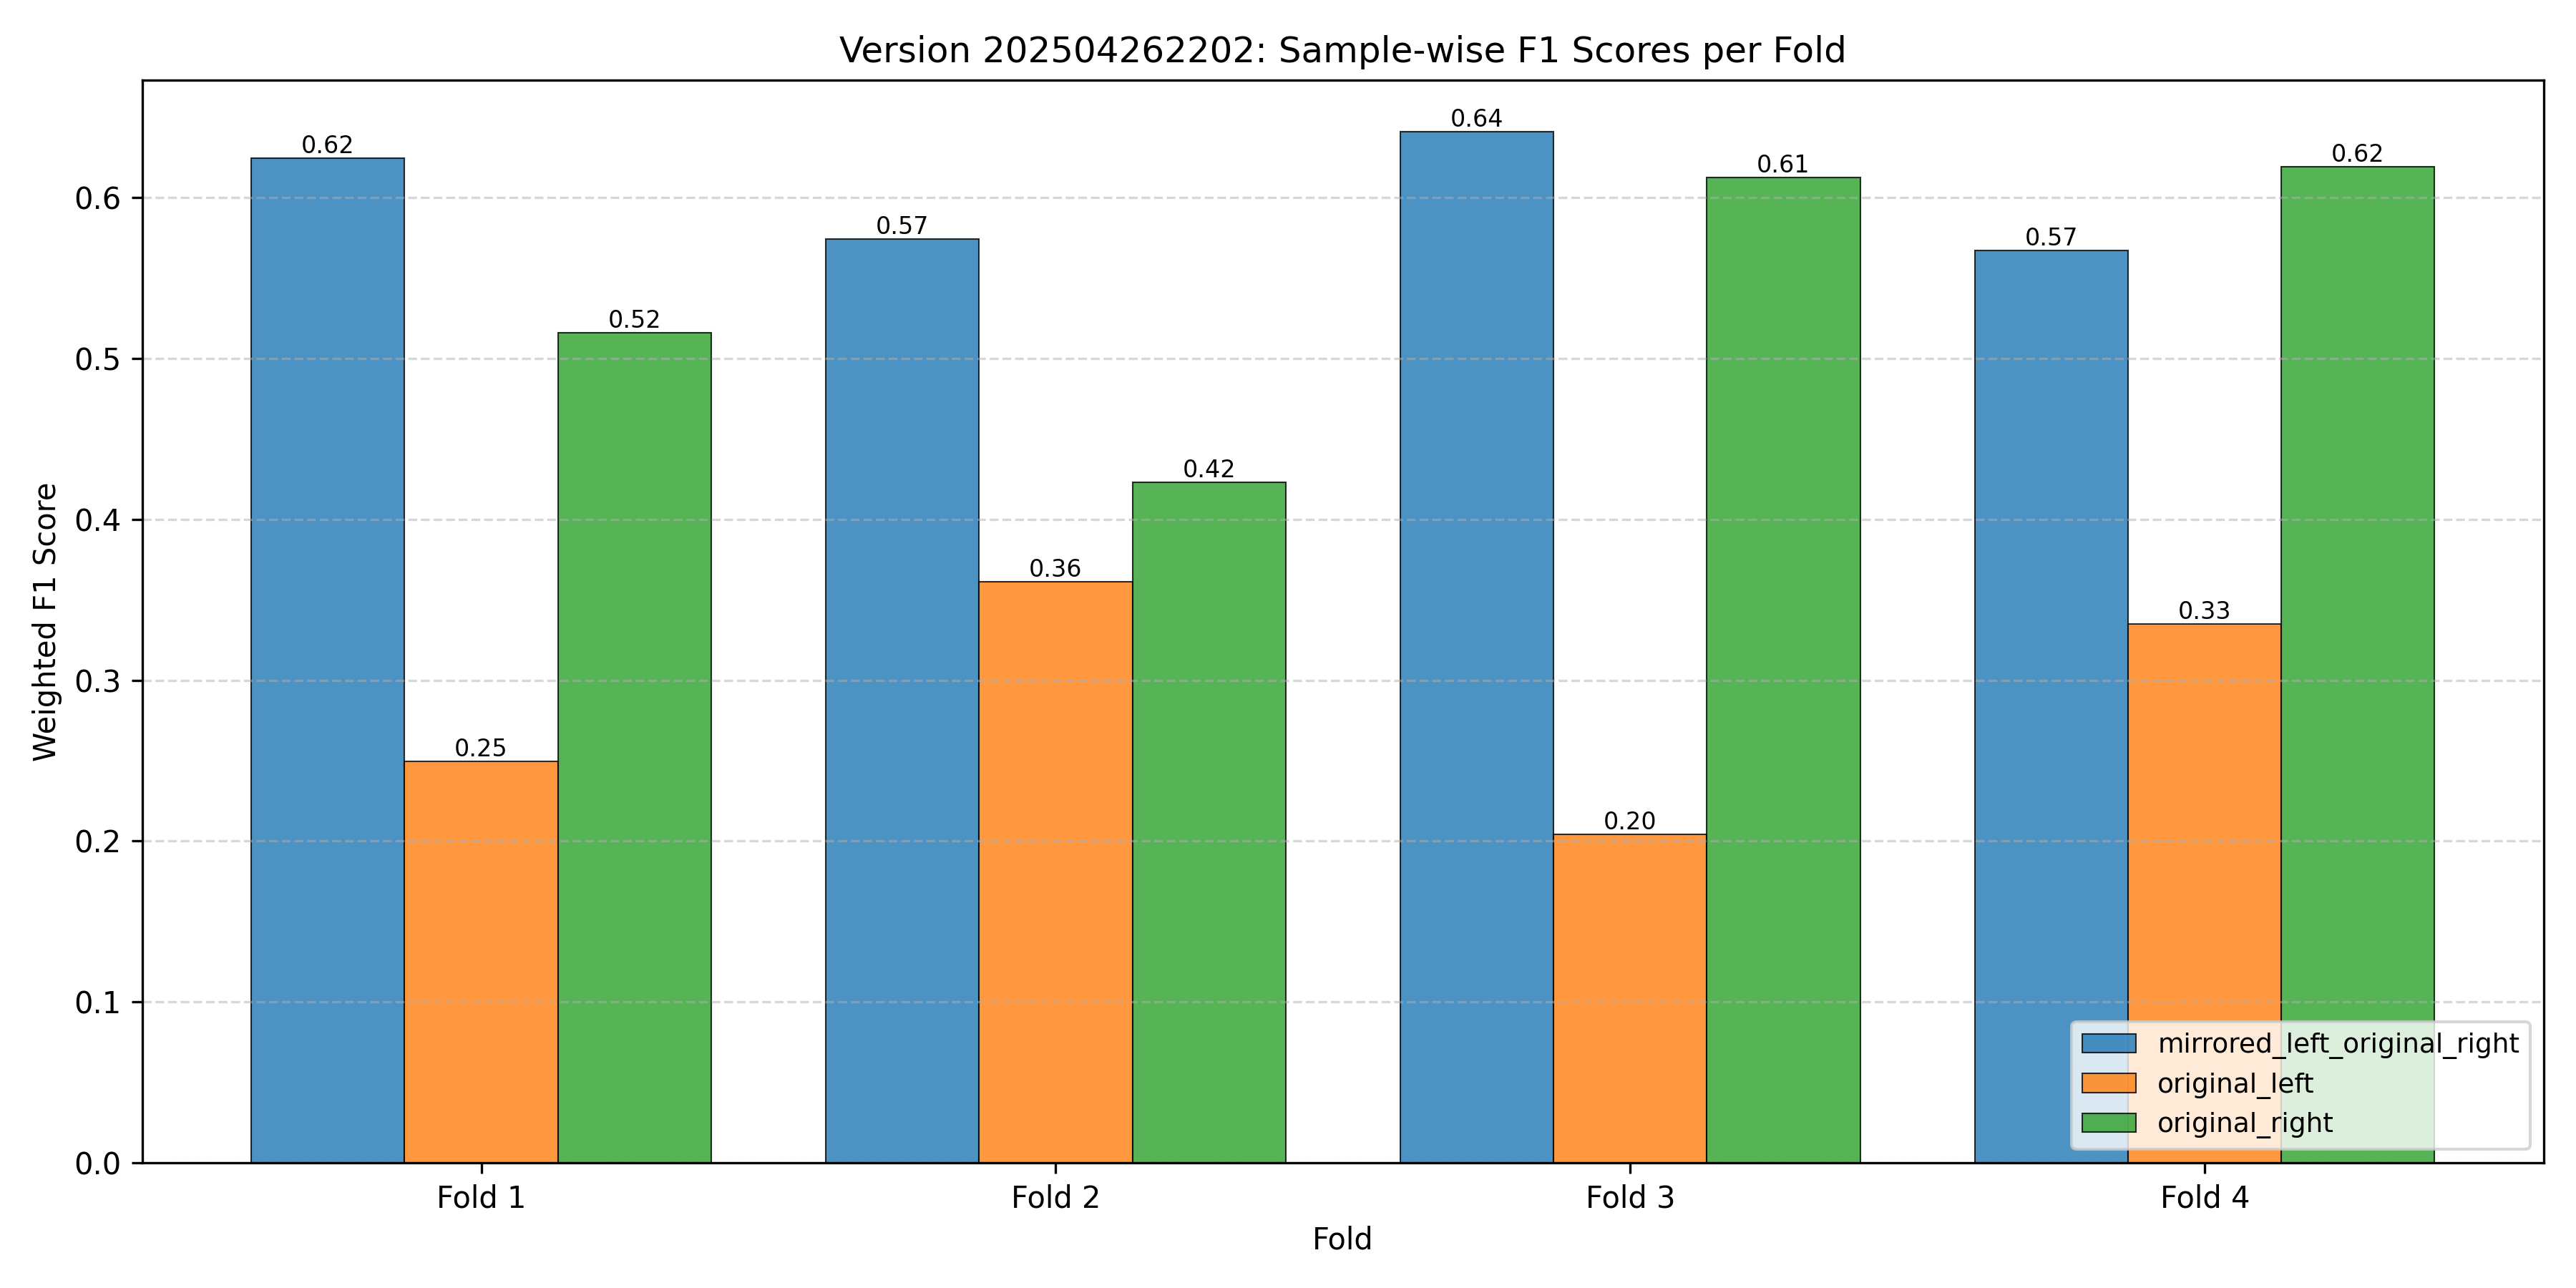 Version 202504262202: Sample-wise F1 Scores per Fold
Weighted F1 Score
0.6
0.5
0.4
0.3
0.2
0.1
0.0
0.62
0.25
0.52
0.57
0.36
0.42
0.64
0.20
0.61
0.57
0.33
0.62
mirrored_left_original_right
original_left
original_right
Fold 1
Fold 2
Fold 3
Fold 4
Fold